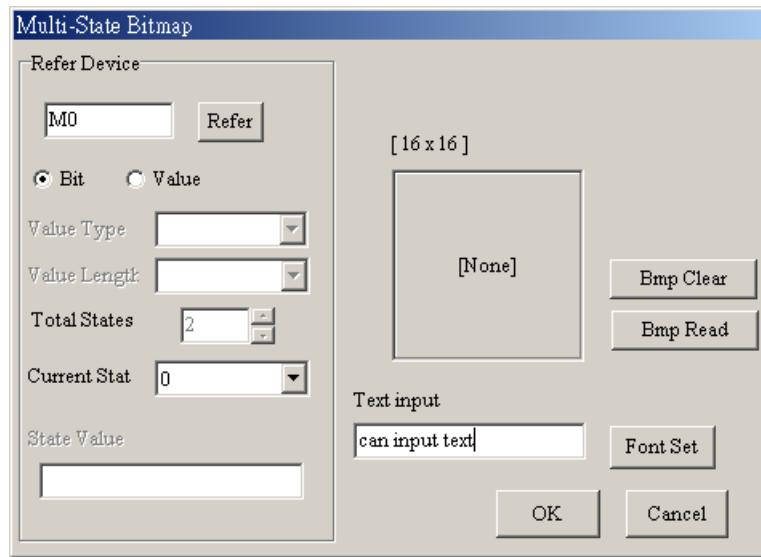 Multi-State Bitmap
Refer Device
M0
Refer
Bit
Value
Value Type
Value Length
Total States
2
Current Stat
0
State Value
[ 16 x 16 ]
[None]
Bmp Clear
Bmp Read
Text input
can input text
Font Set
OK
Cancel